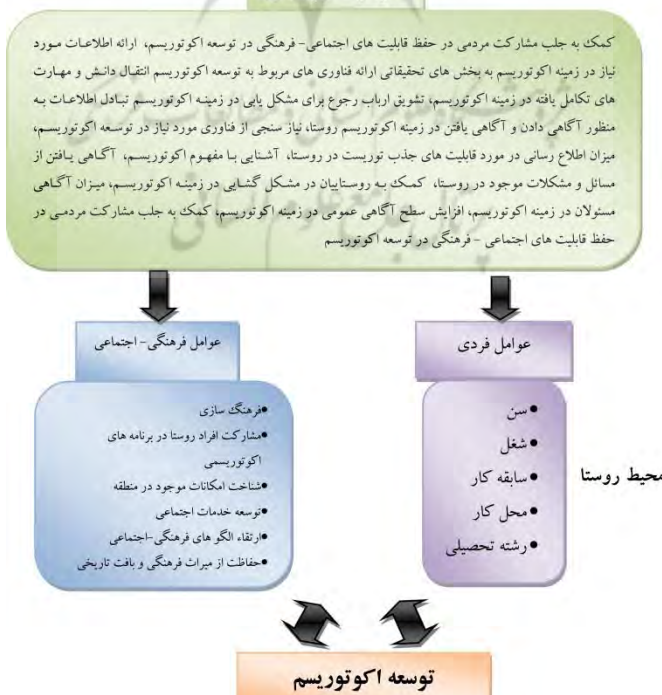 کمک به جلب مشارکت مردمی در حفظ قابلیت های اجتماعی- فرهنگی در توسعه اکوتوریسم، ارائه اطلاعات مورد
نیاز در زمینه اکوتوریسم به بخش های تحقیقاتی ارائه فناوری های مربوط به توسعه اکوتوریسم انتقال دانش و مهارت
های تکامل یافته در زمینه اکوتوریسم، تشویق ارباب رجوع برای مشکل یابی در زمینه اکوتوریسم تبادل اطلاعات به
منظور آگاهی دادن و آگاهی یافتن در زمینه اکوتوریسم روستا، نیاز سنجی از فناوری مورد نیاز در توسعه اکوتوریسم،
میزان اطلاع رسانی در مورد قابلیت های جذب توریست در روستا، آشنایی با مفهوم اکوتوریسم، آگاهی یافتن از
مسائل و مشکلات موجود در روستا، کمک به روستاییان در مشکل گشایی در زمینه اکوتوریسم، میزان آگاهی
مسئولان در زمینه اکوتوریسم، افزایش سطح آگاهی عمومی در زمینه اکوتوریسم، کمک به جلب مشارکت مردمی در
حفظ قابلیت های اجتماعی - فرهنگی در توسعه اکوتوریسم
عوامل فردی
•سن
•شغل
•سابقه کار
•محل کار
•رشته تحصیلی
محیط روستا
عوامل فرهنگی- اجتماعی
•فرهنگ سازی
•مشارکت افراد روستا در برنامه های
اکوتوریسمی
•شناخت امکانات موجود در منطقه
•توسعه خدمات اجتماعی
•ارتقاء الگو های فرهنگی-اجتماعی
•حفاظت از میراث فرهنگی و بافت تاریخی
توسعه اکوتوریسم